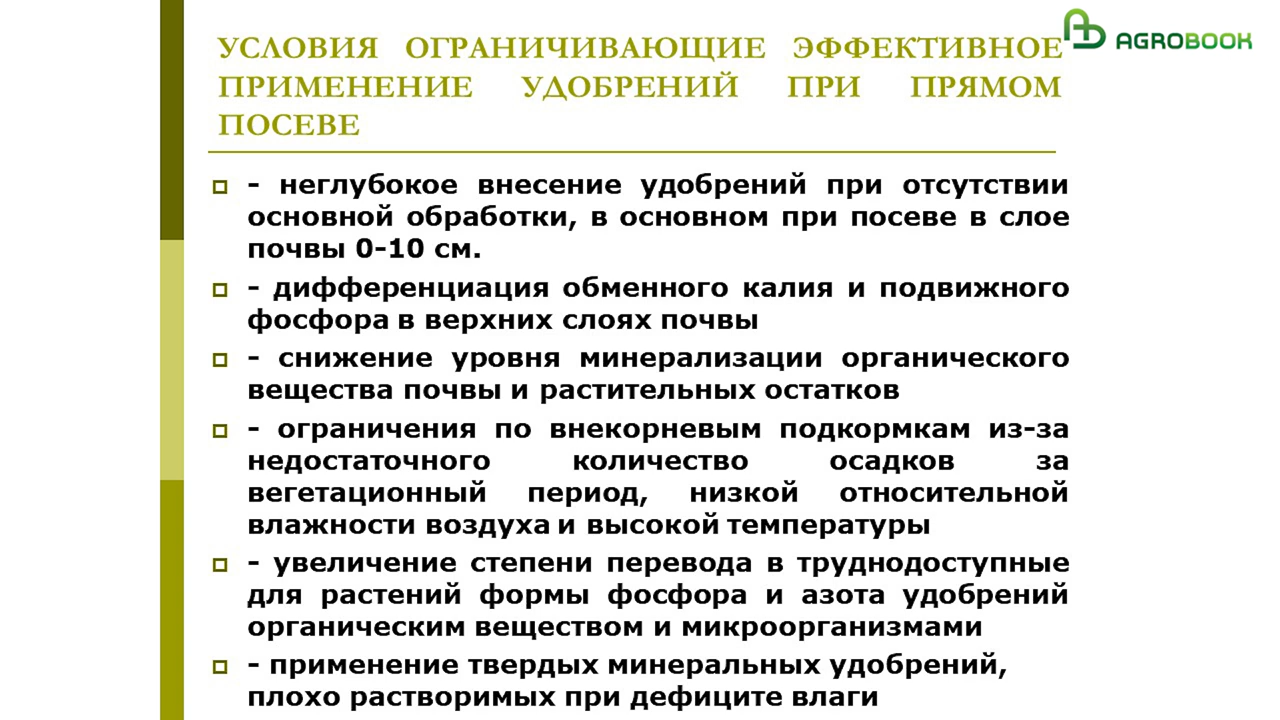 УСЛОВИЯ ОГРАНИЧИВАЮЩИЕ ЭФФЕКТИВНОЕ
ПРИМЕНЕНИЕ УДОБРЕНИЙ ПРИ ПРЯМОМ
ПОСЕВЕ
AGROBOOK
- неглубокое внесение удобрений при отсутствии
основной обработки, в основном при посеве в слое
почвы 0-10 см.
- дифференциация обменного калия и подвижного
фосфора в верхних слоях почвы
- снижение уровня минерализации органического
вещества почвы и растительных остатков
- ограничения по внекорневым подкормкам из-за
недостаточного количество осадков за
вегетационный период, низкой относительной
влажности воздуха и высокой температуры
- увеличение степени перевода в труднодоступные
для растений формы фосфора и азота удобрений
органическим веществом и микроорганизмами
- применение твердых минеральных удобрений,
плохо растворимых при дефиците влаги